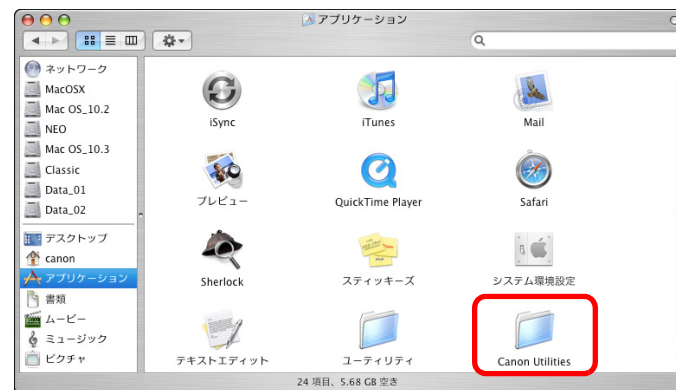 アプリケーション
ネットワーク
MacOSX
Mac OS_10.2
NEO
Mac OS_10.3
Classic
Data_01
Data_02
デスクトップ
canon
アプリケーション
書類
ムービー
ミュージック
ピクチャ
iSync
iTunes
Mail
プレビュー
QuickTime Player
Safari
Sherlock
スティッキーズ
システム環境設定
テキストエディット
ユーティリティ
Canon Utilities
24 項目、5.68 GB 空き